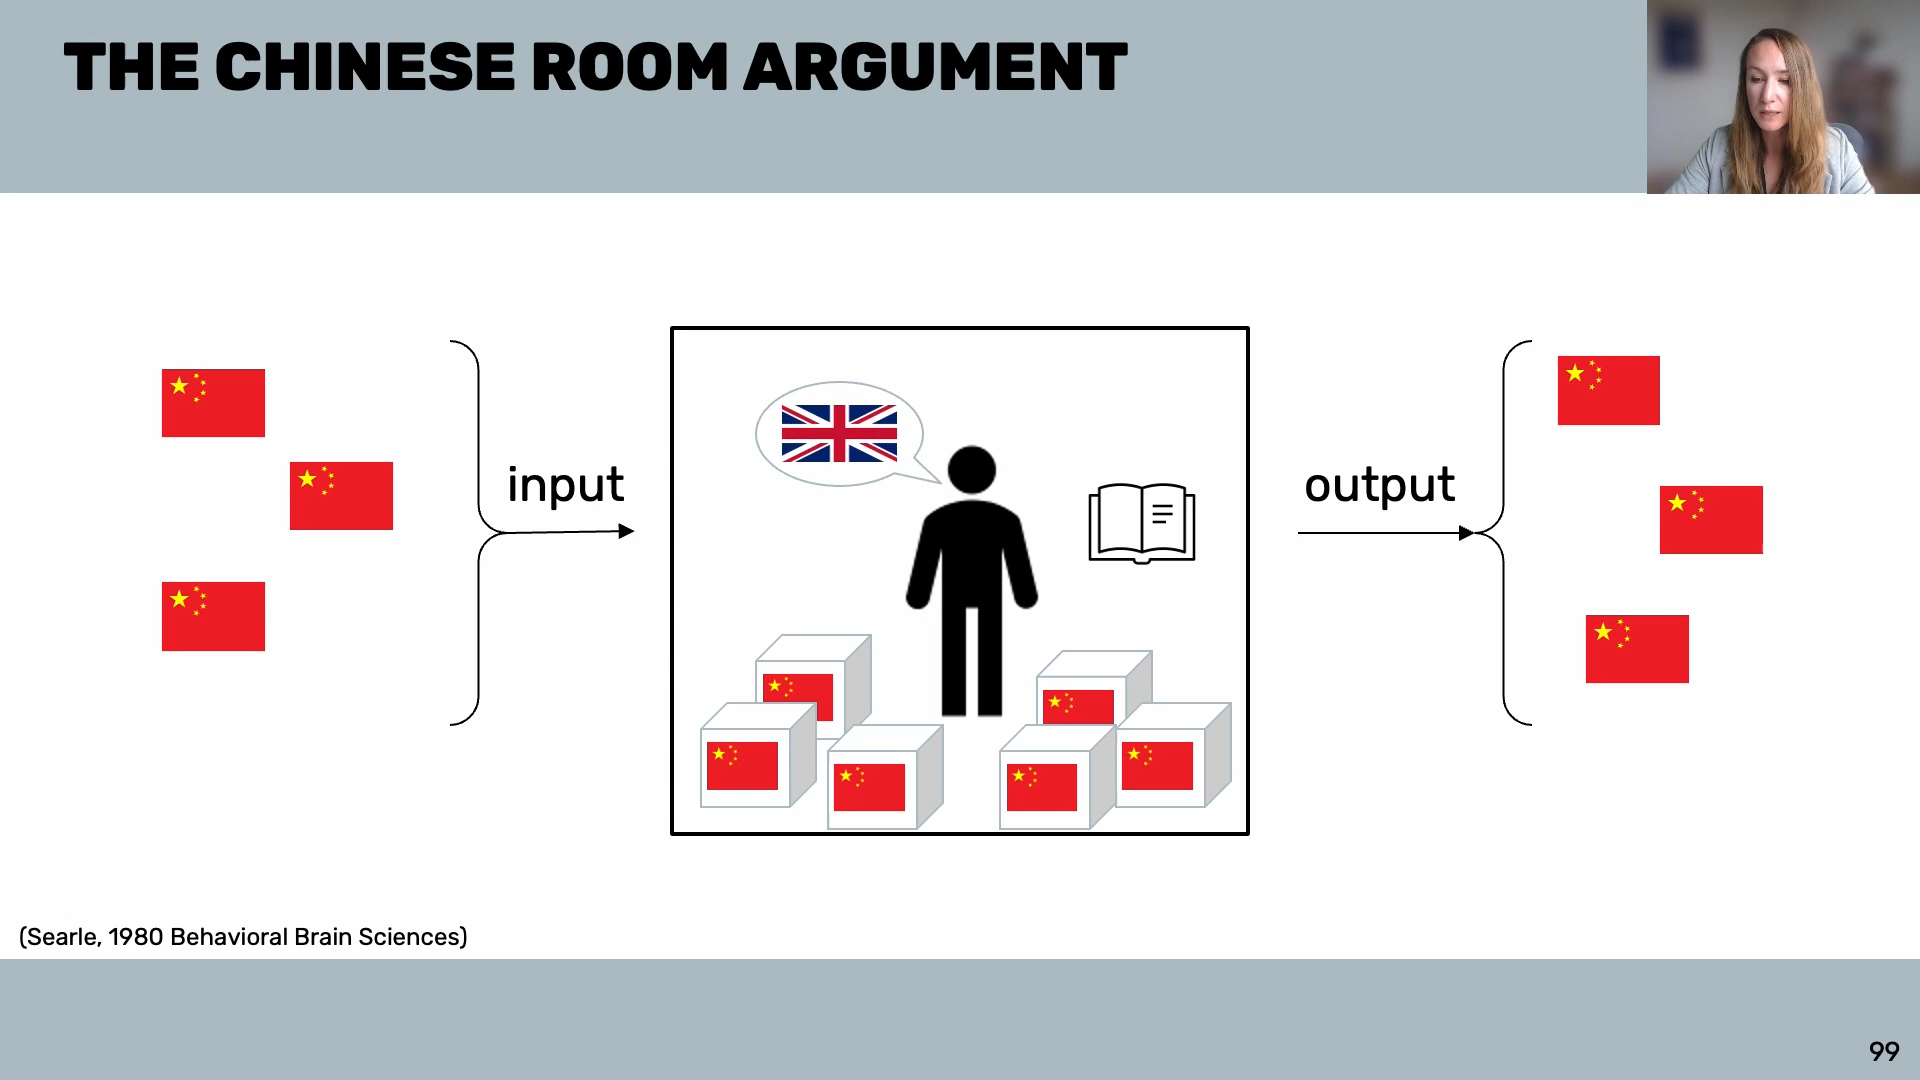 THE CHINESE ROOM ARGUMENT
input
output
(Searle, 1980 Behavioral Brain Sciences)
99